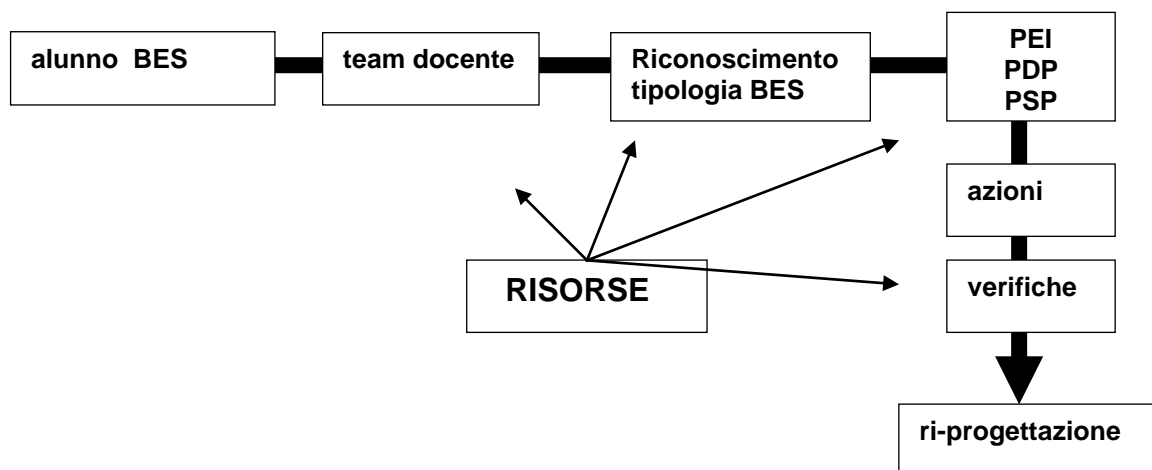 alunno BES
team docente
Riconoscimento
tipologia BES
PEI
PDP
PSP
azioni
RISORSE
verifiche
ri-progettazione